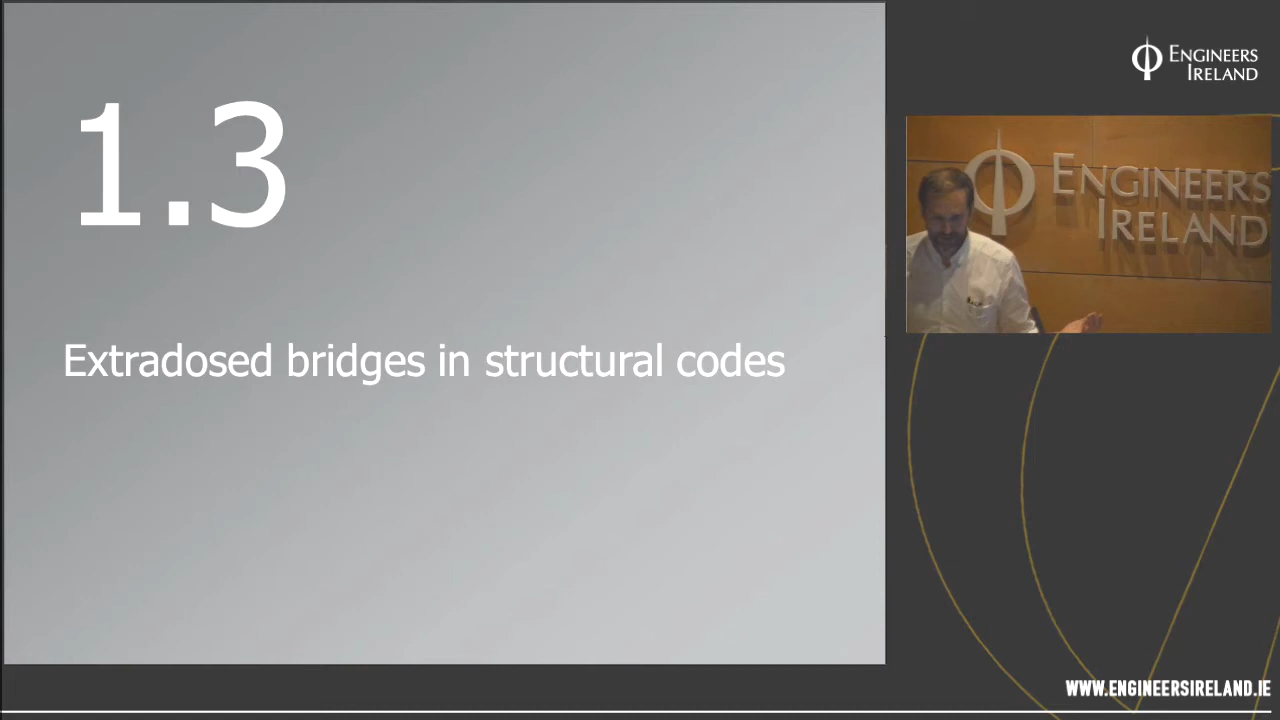 1.3
Extradosed bridges in structural codes
ENGINEERS
IRELAND
ENGINEERS
IRELAND
WWW.ENGINEERSIRELAND.IE